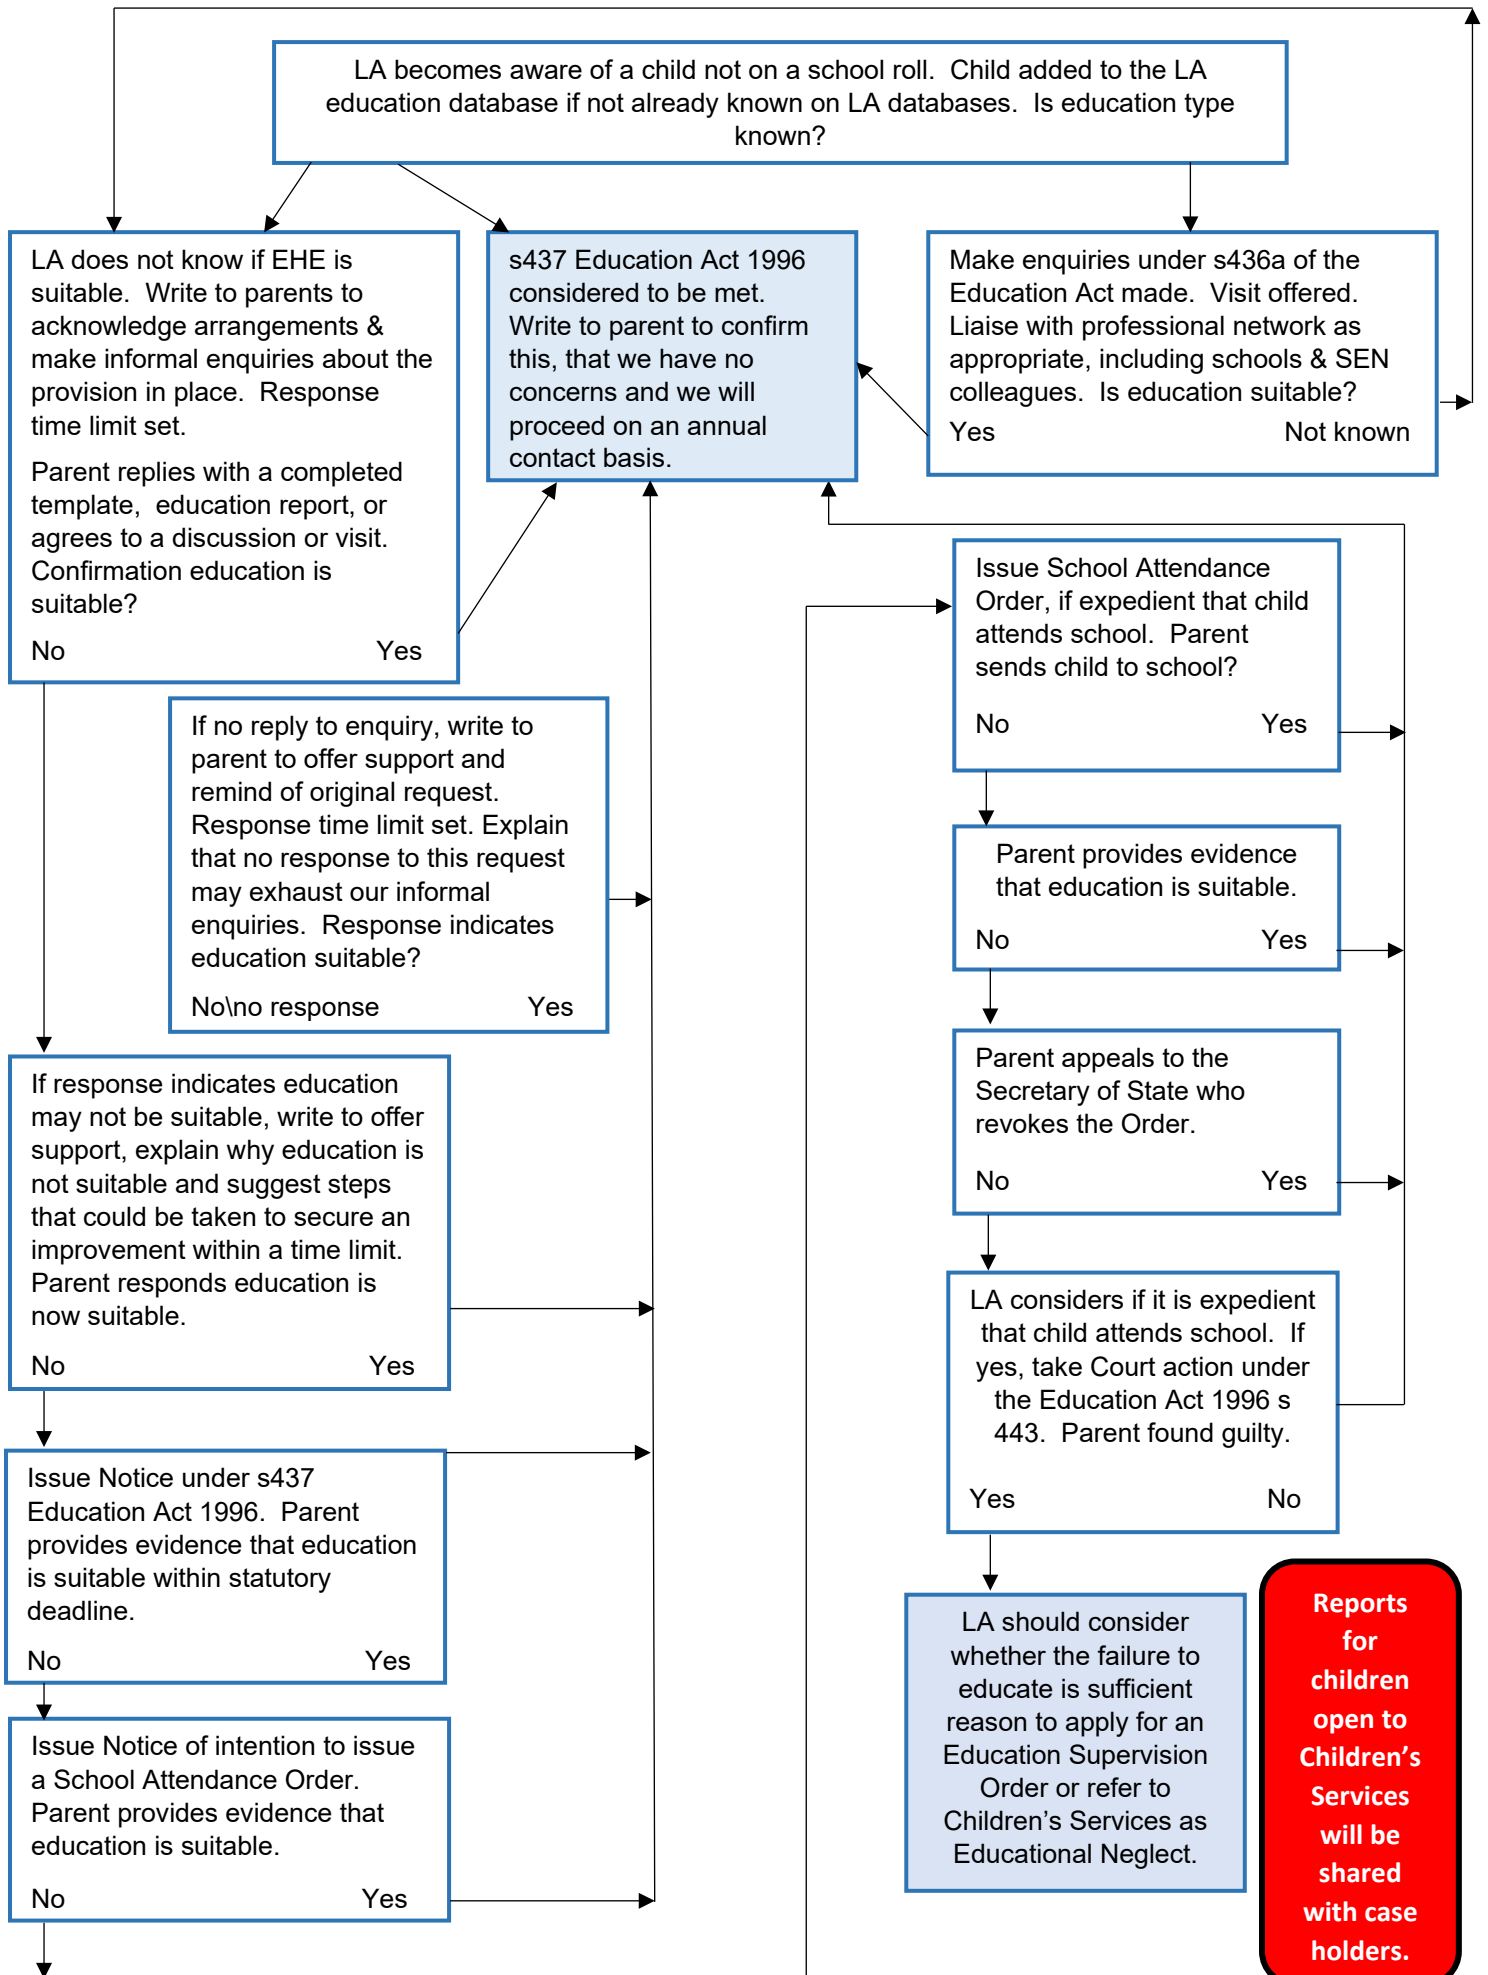 LA becomes aware of a child not on a school roll.  Child added to the LA
education database if not already known on LA databases.  Is education type
known?
LA does not know if EHE is
suitable.  Write to parents to
acknowledge arrangements &
make informal enquiries about the
provision in place.  Response
time limit set.
Parent replies with a completed
template,  education report, or
agrees to a discussion or visit.
Confirmation education is
suitable?
No Yes
s437 Education Act 1996
considered to be met.
Write to parent to confirm
this, that we have no
concerns and we will
proceed on an annual
contact basis.
Make enquiries under s436a of the
Education Act made.  Visit offered.
Liaise with professional network as
appropriate, including schools & SEN
colleagues.  Is education suitable?
Yes Not known
If no reply to enquiry, write to
parent to offer support and
remind of original request.
Response time limit set. Explain
that no response to this request
may exhaust our informal
enquiries.  Response indicates
education suitable?
No\no response Yes
If response indicates education
may not be suitable, write to offer
support, explain why education is
not suitable and suggest steps
that could be taken to secure an
improvement within a time limit.
Parent responds education is
now suitable.
No Yes
Issue Notice under s437
Education Act 1996.  Parent
provides evidence that education
is suitable within statutory
deadline.
No Yes
Issue Notice of intention to issue
a School Attendance Order.
Parent provides evidence that
education is suitable.
No Yes
Issue School Attendance
Order, if expedient that child
attends school.  Parent
sends child to school?
No Yes
Parent provides evidence
that education is suitable.
No Yes
Parent appeals to the
Secretary of State who
revokes the Order.
No Yes
LA considers if it is expedient
that child attends school.  If
yes, take Court action under
the Education Act 1996 s
443.  Parent found guilty.
Yes No
LA should consider
whether the failure to
educate is sufficient
reason to apply for an
Education Supervision
Order or refer to
Children’s Services as
Educational Neglect.
Reports
for
children
open to
Children’s
Services
will be
shared
with case
holders.